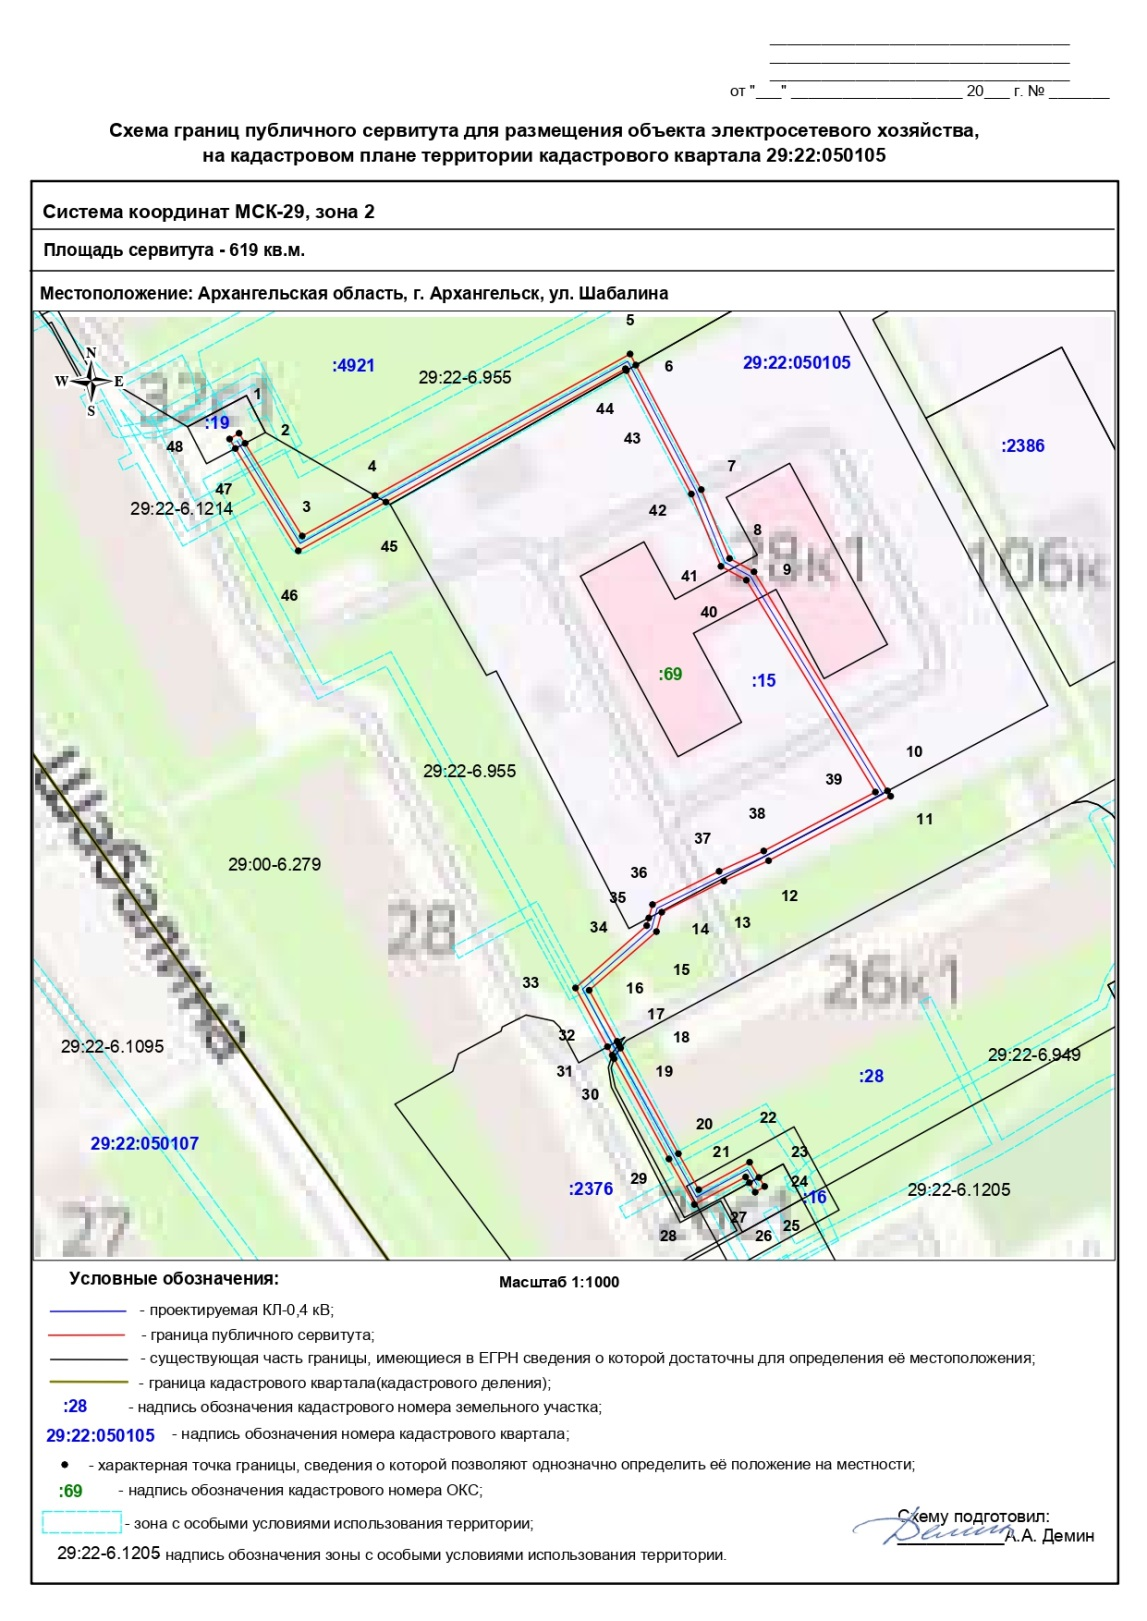 от "___" ____________________ 20___ г. № _______
Схема границ публичного сервитута для размещения объекта электросетевого хозяйства,
на кадастровом плане территории кадастрового квартала 29:22:050105
Система координат МСК-29, зона 2
Площадь сервитута - 619 кв.м.
Местоположение: Архангельская область, г. Архангельск, ул. Шабалина
5
N
W E
S
:4921
29:22-6.955
6
29:22:050105
32к1
1
:19
2
48
44
43
:2386
4
47
7
3
29:22-6.1214
42
8
45
28к1
9
106к
41
46
40
:69
:15
10
29:22-6.955
39
38
11
Шабалина
37
29:00-6.279
36
35
12
28
34
14
13
15
33
16
26к1
17
32
18
29:22-6.1095
29:22-6.949
31
19
:28
30
20
22
29:22:050107
21
23
29
:2376
24
:16
29:22-6.1205
27
25
28
26
27
Условные обозначения:
Масштаб 1:1000
- проектируемая КЛ-0,4 кВ;
- граница публичного сервитута;
- существующая часть границы, имеющиеся в ЕГРН сведения о которой достаточны для определения её местоположения;
- граница кадастрового квартала(кадастрового деления);
:28 - надпись обозначения кадастрового номера земельного участка;
29:22:050105 - надпись обозначения номера кадастрового квартала;
- характерная точка границы, сведения о которой позволяют однозначно определить её положение на местности;
:69 - надпись обозначения кадастрового номера ОКС;
- зона с особыми условиями использования территории;
Схему подготовил:
А.А. Демин
29:22-6.1205 надпись обозначения зоны с особыми условиями использования территории.